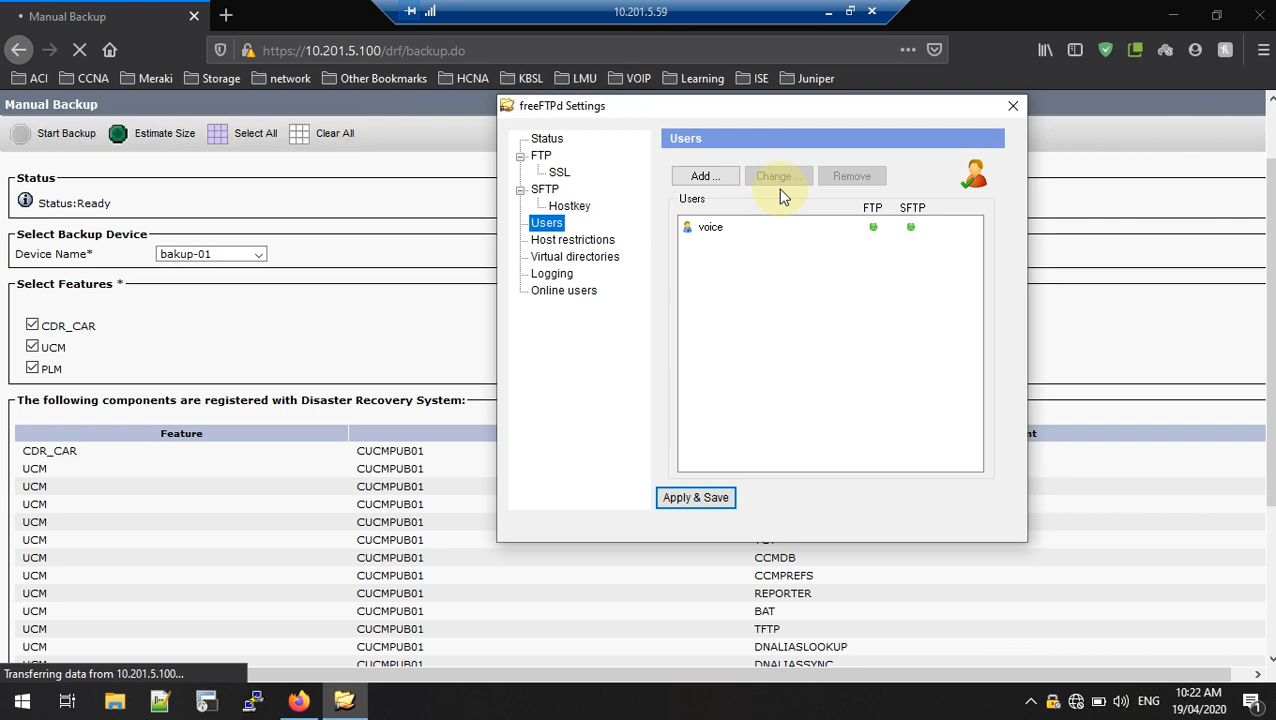 Manual Backup
10.201.5.59
https://10.201.5.100/drf/backup.do
ACI CCNA Meraki Storage network Other Bookmarks HCNA KBSL LMU VOIP Learning ISE Juniper
Manual Backup
Start Backup Estimate Size Select All Clear All
Status
Status:Ready
Select Backup Device
Device Name* bakup-01
Select Features *
CDR_CAR
UCM
PLM
The following components are registered with Disaster Recovery System:
Feature
CDR_CAR CUCMPUB01
UCM CUCMPUB01
UCM CUCMPUB01
UCM CUCMPUB01
UCM CUCMPUB01
UCM CUCMPUB01
UCM CUCMPUB01 CCMDB
UCM CUCMPUB01 CCMPREFS
UCM CUCMPUB01 REPORTER
UCM CUCMPUB01 BAT
UCM CUCMPUB01 TFTP
UCM CUCMPUB01 DNALIASLOOKUP
UCM CUCMPUB01 DNALIASSYNC
Transferring data from 10.201.5.100...
freeFTPd Settings
Status
FTP
SSL
SFTP
Hostkey
Users
Host restrictions
Virtual directories
Logging
Online users
Users
Add ... Change ... Remove
Users FTP SFTP
voice
Apply & Save
ENG
10:22 AM
19/04/2020
1